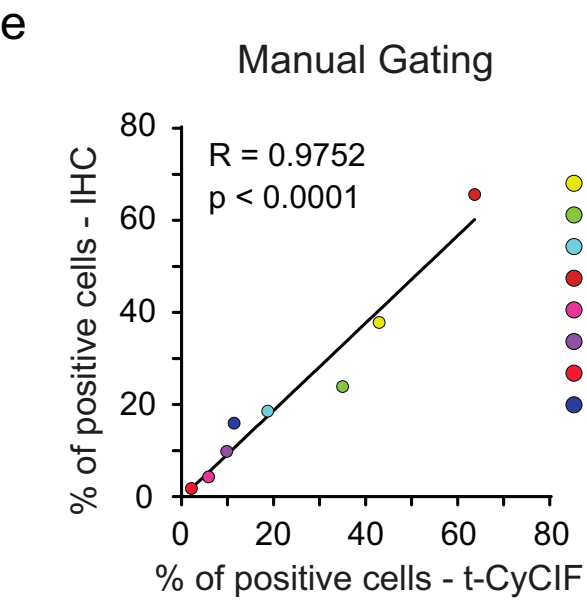 e
Manual Gating
R = 0.9752
p < 0.0001
% of positive cells - IHC
80
60
40
20
0
0 20 40 60 80
% of positive cells - t-CyCIF